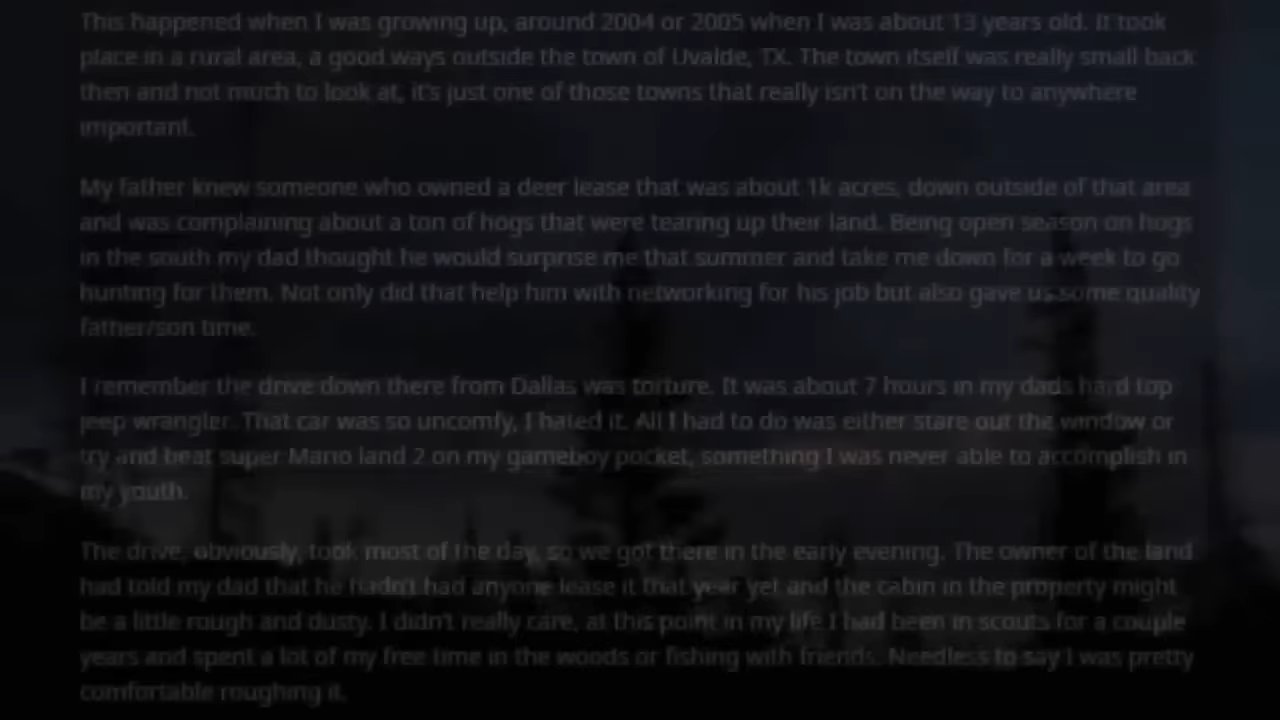 This happened when I was growing up, around 2004 or 2005 when I was about 13 years old. It took
place in a rural area, a good ways outside the town of Uvalde, TX. The town itself was really small back
then and not much to look at, it's just one of those towns that really isn't on the way to anywhere
important.
My father knew someone who owned a deer lease that was about 1k acres, down outside of that area
and was complaining about a ton of hogs that were tearing up their land. Being open season on hogs
in the south my dad thought he would surprise me that summer and take me down for a week to go
hunting for them. Not only did that help him with networking for his job but also gave us some quality
father/son time.
I remember the drive down there from Dallas was torture. It was about 7 hours in my dads hard top
jeep wrangler. That car was so uncomfy, I hated it. All I had to do was either stare out the window or
try and beat super Mario land 2 on my gameboy pocket, something I was never able to accomplish in
my youth.
The drive, obviously, took most of the day, so we got there in the early evening. The owner of the land
had told my dad that he hadn't had anyone lease it that year yet and the cabin in the property might
be a little rough and dusty. I didn't really care, at this point in my life I had been in scouts for a couple
years and spent a lot of my free time in the woods or fishing with friends. Needless to say I was pretty
comfortable roughing it.